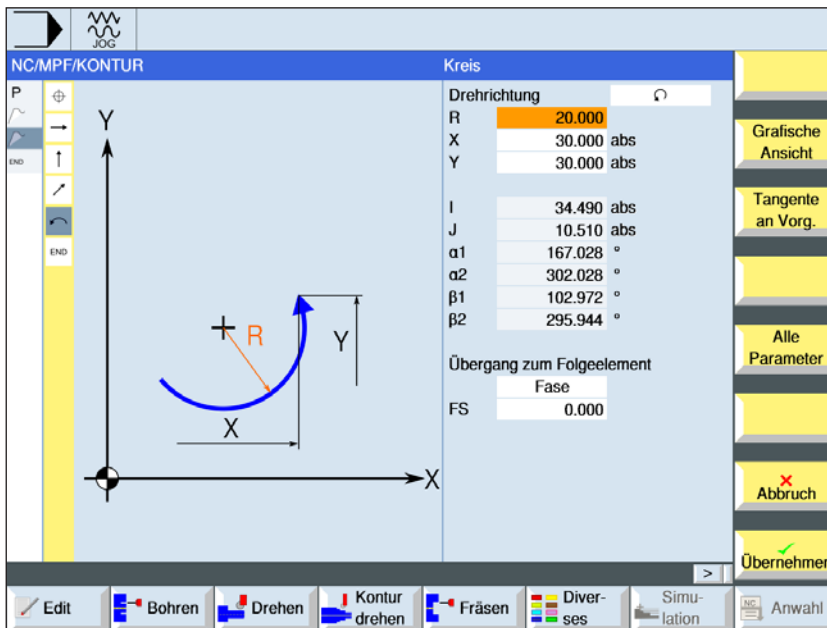 JOG
NC/MPF/KONTUR
Kreis
P
END
END
Y
X
R
Y
X
Drehrichtung
R 20.000
X 30.000 abs
Y 30.000 abs
I 34.490 abs
J 10.510 abs
α1 167.028 °
α2 302.028 °
β1 102.972 °
β2 295.944 °
Übergang zum Folgeelement
Fase
FS 0.000
Grafische
Ansicht
Tangente
an Vorg.
Alle
Parameter
Abbruch
Übernehmen
>
Edit
Bohren
Drehen
Kontur
drehen
Fräsen
Diver-
ses
Simu-
lation
NC
Anwahl